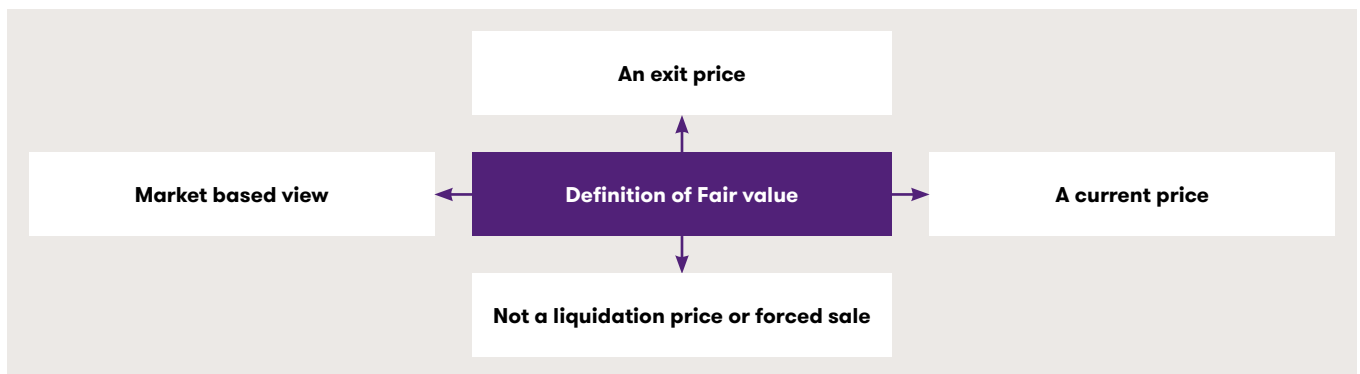 An exit price
Market based view
Definition of Fair value
A current price
Not a liquidation price or forced sale